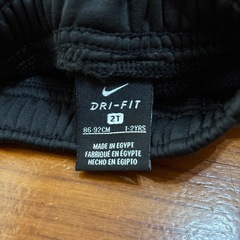 DRI-FIT
2T
86-92CM 1-2YRS
MADE IN EGYPT
FABRIQUÉ EN ÉGYPTE
HECHO EN EGIPTO